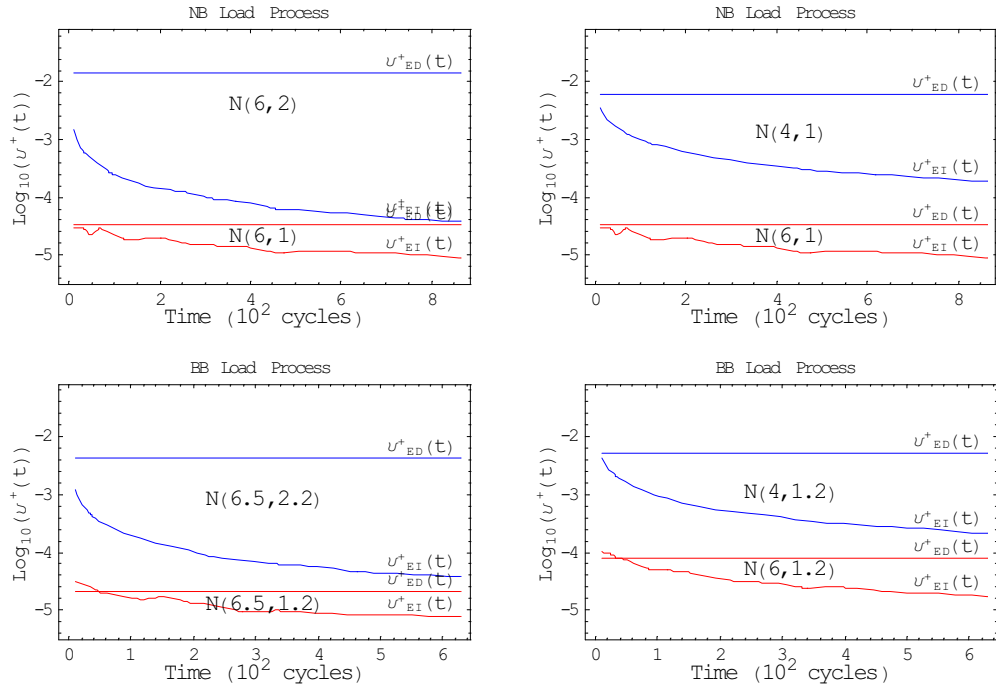 NB Load Process
Log10(υ+(t))
-2
-3
-4
-5
υ+ED(t)
N(6,2)
υ+EI(t)
υ+ED(t)
N(6,1)
υ+EI(t)
0 2 4 6 8
Time (10² cycles)
NB Load Process
Log10(υ+(t))
-2
-3
-4
-5
υ+ED(t)
N(4,1)
υ+EI(t)
υ+ED(t)
N(6,1)
υ+EI(t)
0 2 4 6 8
Time (10² cycles)
BB Load Process
Log10(υ+(t))
-2
-3
-4
-5
υ+ED(t)
N(6.5,2.2)
υ+EI(t)
υ+ED(t)
N(6.5,1.2)
υ+EI(t)
0 1 2 3 4 5 6
Time (10² cycles)
BB Load Process
Log10(υ+(t))
-2
-3
-4
-5
υ+ED(t)
N(4,1.2)
υ+EI(t)
υ+ED(t)
N(6,1.2)
υ+EI(t)
0 1 2 3 4 5 6
Time (10² cycles)